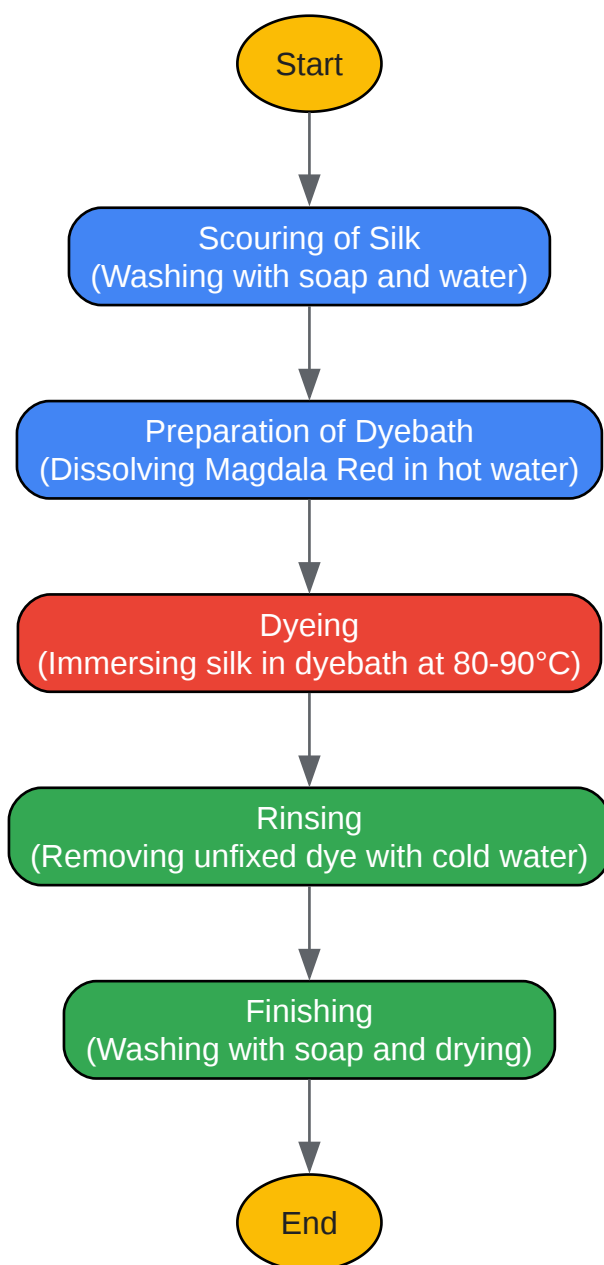 Start
Scouring of Silk
(Washing with soap and water)
Preparation of Dyebath
(Dissolving Magdala Red in hot water)
Dyeing
(Immersing silk in dyebath at 80-90°C)
Rinsing
(Removing unfixed dye with cold water)
Finishing
(Washing with soap and drying)
End